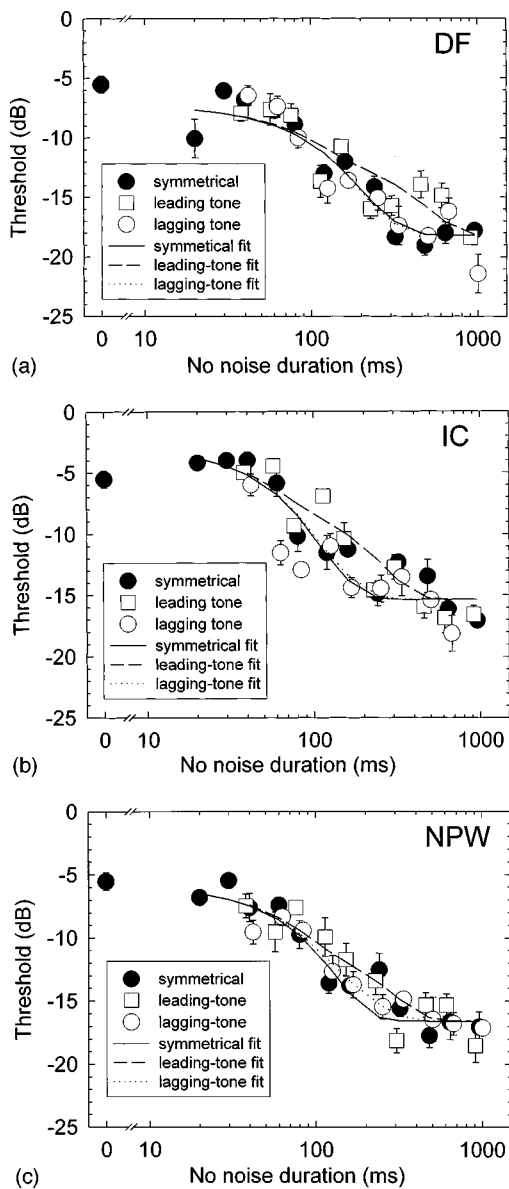 0
DF
-5
-10
-15
-20
-25
Threshold (dB)
symmetrical
leading tone
lagging tone
symmetical fit
leading-tone fit
lagging-tone fit
0 10 100 1000
(a) No noise duration (ms)
0
IC
-5
-10
-15
-20
-25
Threshold (dB)
symmetrical
leading tone
lagging tone
symmetrical fit
leading-tone fit
lagging-tone fit
0 10 100 1000
(b) No noise duration (ms)
0
NPW
-5
-10
-15
-20
-25
Threshold (dB)
symmetrical
leading-tone
lagging-tone
symmetrical fit
leading-tone fit
lagging-tone fit
0 10 100 1000
(c) No noise duration (ms)